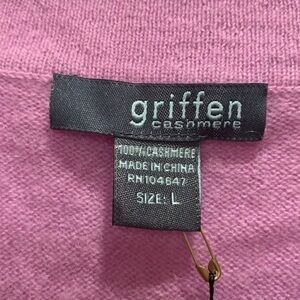 griffen
cashmere
100% CASHMERE
MADE IN CHINA
RN104647
SIZE: L